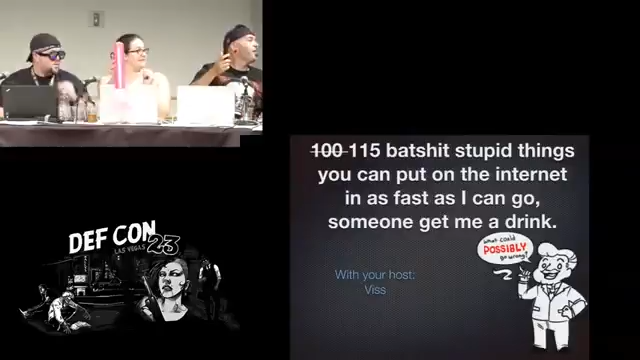 100 115 batshit stupid things
you can put on the internet
in as fast as I can go,
someone get me a drink.
what could
POSSIBLY
go wrong?
With your host:
Viss
DEF CON
LAS VEGAS 23